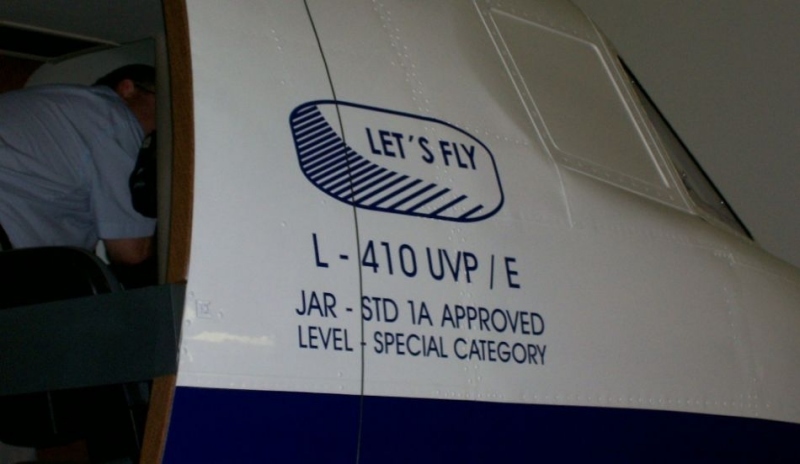 LET´S FLY
L - 410 UVP / E
JAR - STD 1A APPROVED
LEVEL - SPECIAL CATEGORY